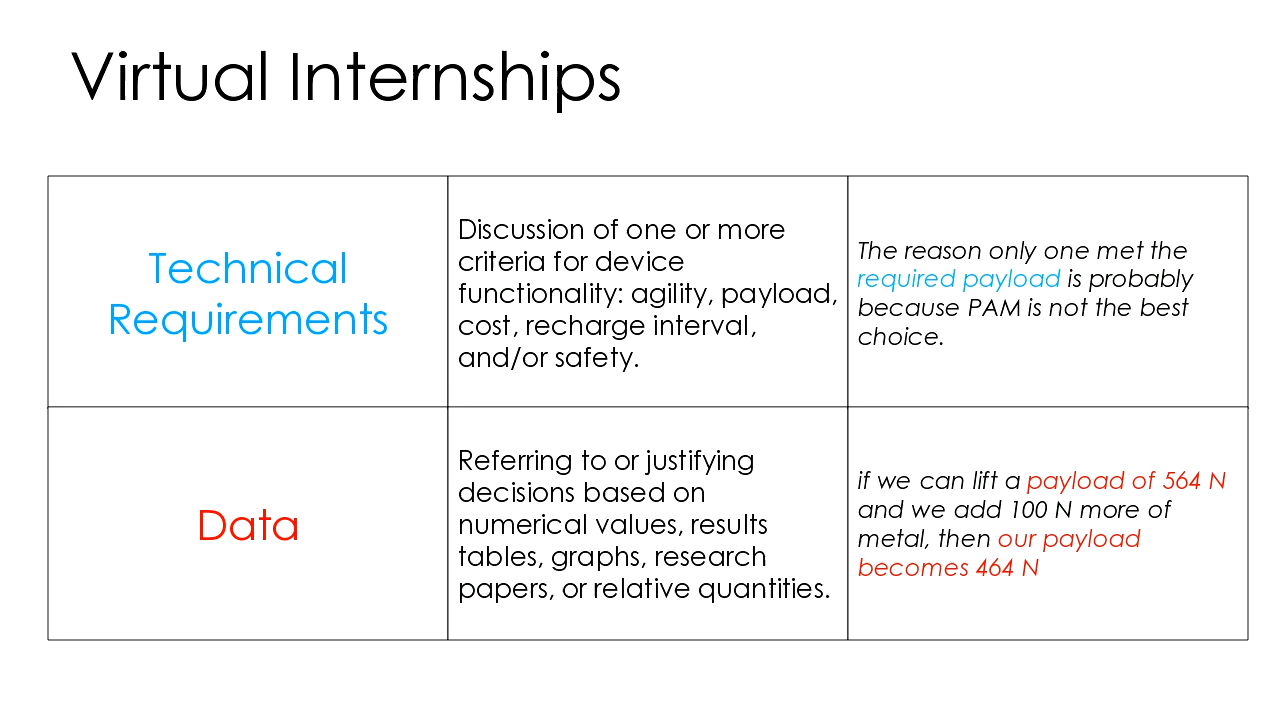 Virtual Internships
Technical
Requirements
Discussion of one or more
criteria for device
functionality: agility, payload,
cost, recharge interval,
and/or safety.
The reason only one met the
required payload is probably
because PAM is not the best
choice.
Data
Referring to or justifying
decisions based on
numerical values, results
tables, graphs, research
papers, or relative quantities.
if we can lift a payload of 564 N
and we add 100 N more of
metal, then our payload
becomes 464 N